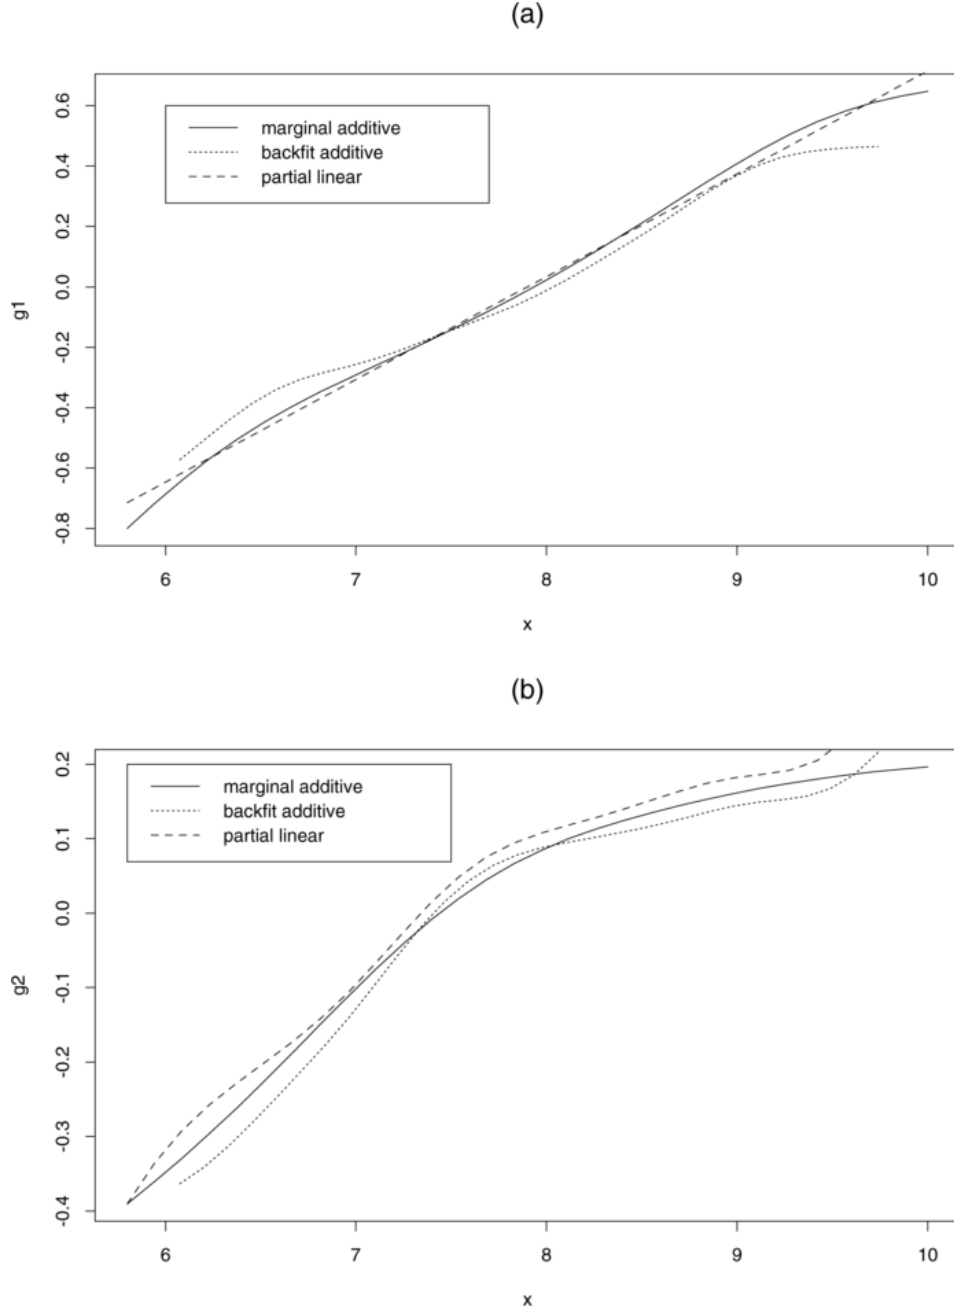 (a)
marginal additive
backfit additive
partial linear
g1
0.6
0.4
0.2
0.0
-0.2
-0.4
-0.6
-0.8
6 7 8 9 10
x
(b)
marginal additive
backfit additive
partial linear
g2
0.2
0.1
0.0
-0.1
-0.2
-0.3
-0.4
6 7 8 9 10
x